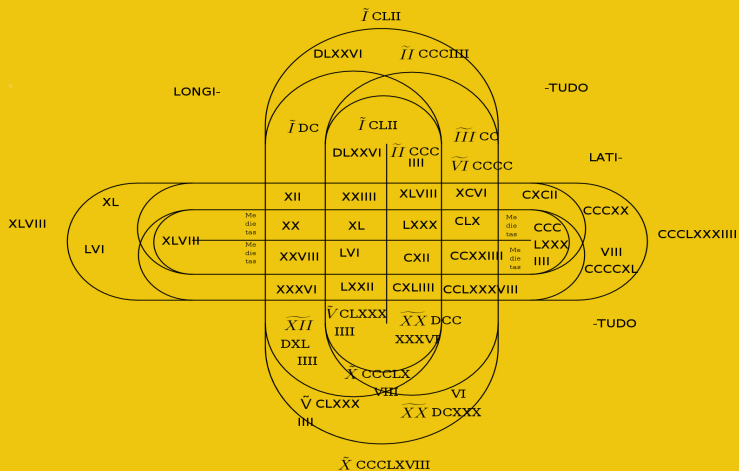 Ĩ CLII
DLXXVI ĨĨ CCCIIII
LONGI- -TUDO
Ĩ DC Ĩ CLII ĨĨĨ CC
DLXXVI ĨĨ CCC
IIII
ṼĨ CCCC
LATI-
XII XXIIII XLVIII XCVI CXCII
XL CCCXX
XLVIII XX XL LXXX CLX CCC
Me
die
tas
Me
die
tas
LVI XLVIII LXXX
IIII
CCCLXXXIIII
XXVIII LVI CXII CCXXIIII VIII
CCCCXL
Me
die
tas
Me
die
tas
XXXVI LXXII CXLIIII CCLXXXVIII
X̃ĨĨ Ṽ CLXXX X̃X̃ DCC
DXL IIII XXXVI
IIII
-TUDO
X̃ CCCLX
VIII
Ṽ CLXXX VI
IIII X̃X̃ DCXXX
X̃ CCCLXVIII